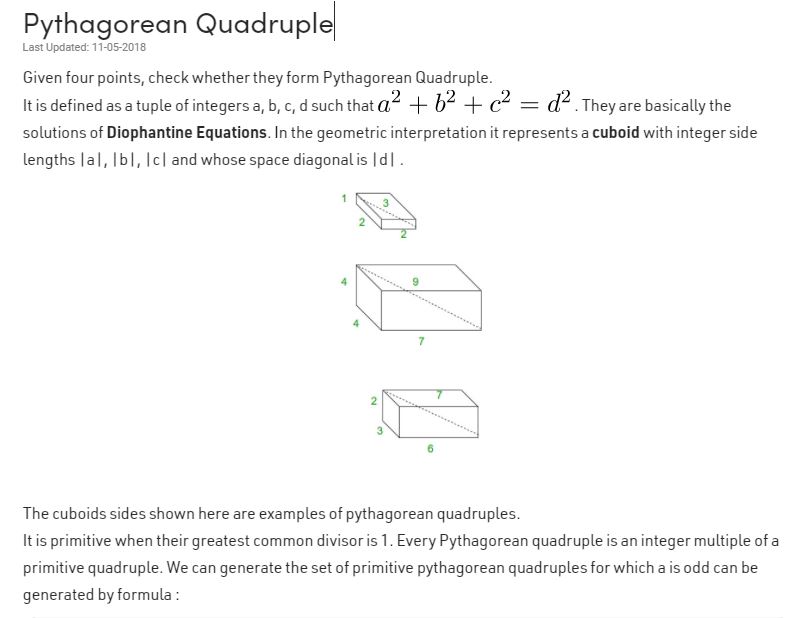 Pythagorean Quadruple
Last Updated: 11-05-2018
Given four points, check whether they form Pythagorean Quadruple.
It is defined as a tuple of integers a, b, c, d such that a² + b² + c² = d² . They are basically the
solutions of Diophantine Equations. In the geometric interpretation it represents a cuboid with integer side
lengths |a|, |b|, |c| and whose space diagonal is |d| .
1
3
2
2
4
9
4
7
2
7
3
6
The cuboids sides shown here are examples of pythagorean quadruples.
It is primitive when their greatest common divisor is 1. Every Pythagorean quadruple is an integer multiple of a
primitive quadruple. We can generate the set of primitive pythagorean quadruples for which a is odd can be
generated by formula :